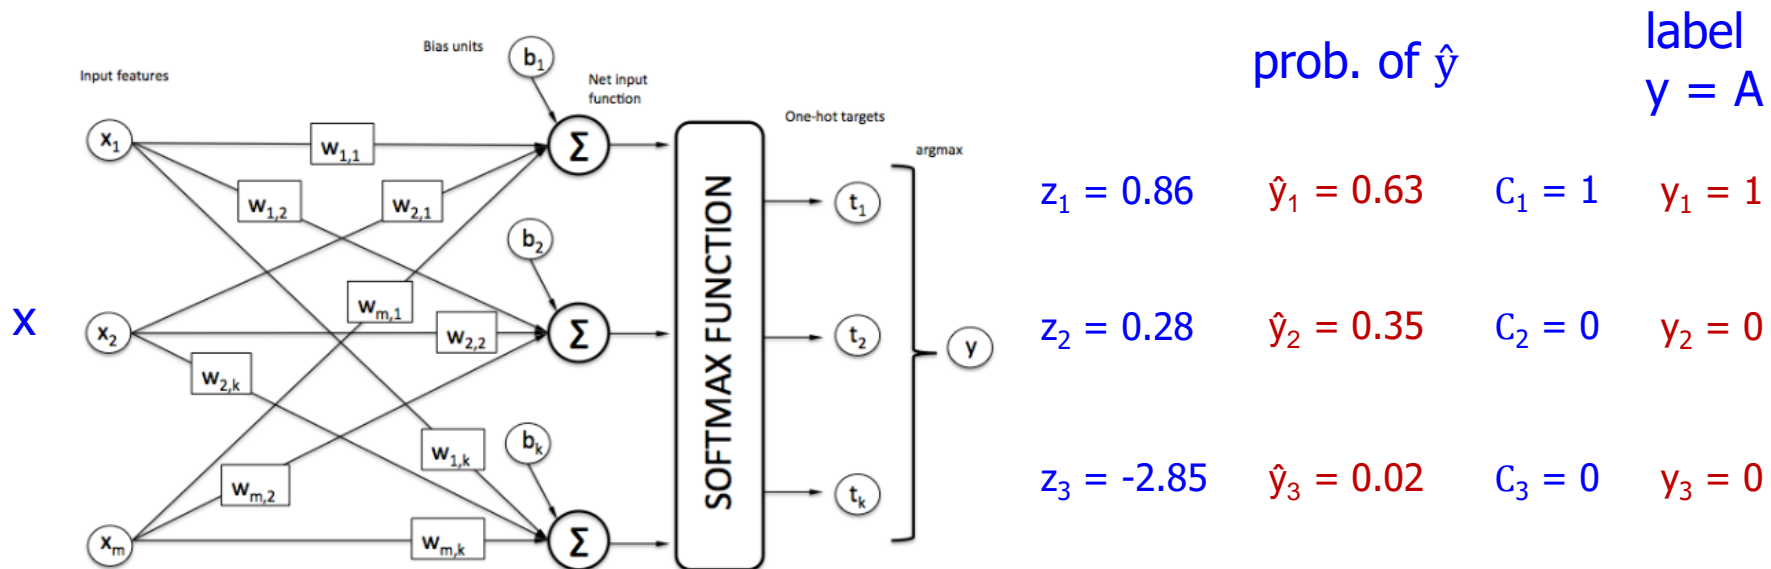 label
prob. of ŷ
y = A
Bias units
b₁
Input features
Net input
function
One-hot targets
argmax
x₁
w₁,₁
Σ
w₁,₂
w₂,₁
SOFTMAX FUNCTION
t₁
z₁ = 0.86
ŷ₁ = 0.63
C₁ = 1
y₁ = 1
b₂
x
x₂
wₘ,₁
w₂,₂
Σ
t₂
y
z₂ = 0.28
ŷ₂ = 0.35
C₂ = 0
y₂ = 0
w₂,ₖ
bₖ
w₁,ₖ
wₘ,₂
tₖ
z₃ = -2.85
ŷ₃ = 0.02
C₃ = 0
y₃ = 0
xₘ
wₘ,ₖ
Σ